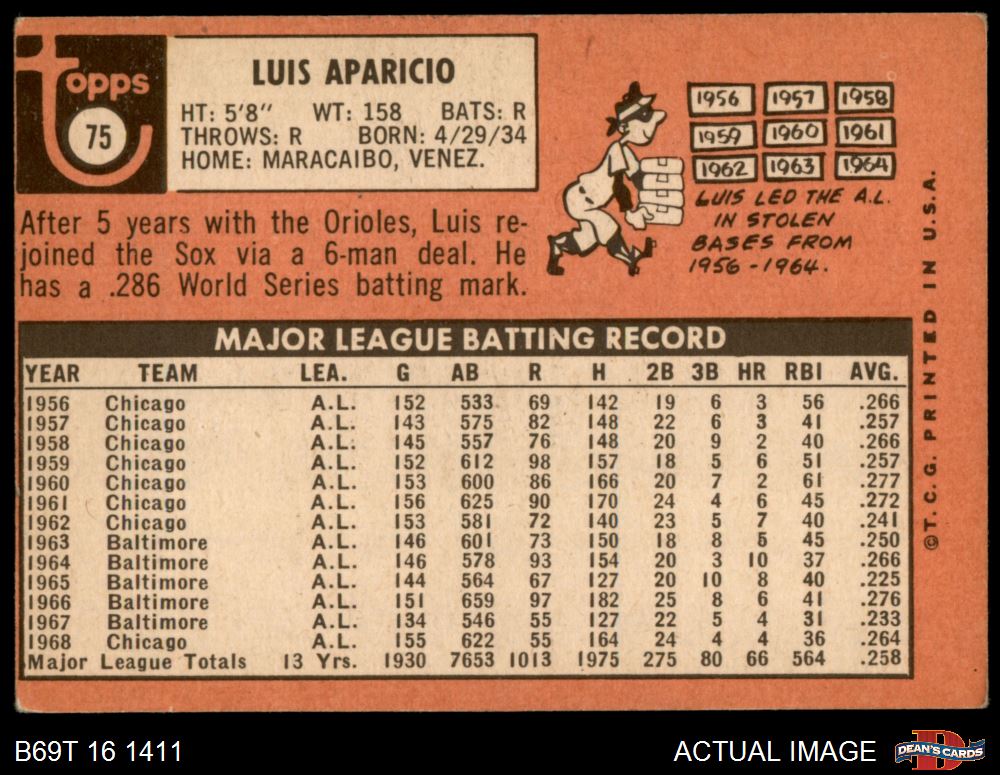 Topps
75
LUIS APARICIO
HT: 5'8" WT: 158 BATS: R
THROWS: R BORN: 4/29/34
HOME: MARACAIBO, VENEZ.
After 5 years with the Orioles, Luis re-
joined the Sox via a 6-man deal. He
has a .286 World Series batting mark.
1956 1957 1958
1959 1960 1961
1962 1963 1964
LUIS LED THE A.L.
IN STOLEN
BASES FROM
1956-1964.
MAJOR LEAGUE BATTING RECORD
YEAR TEAM LEA. G AB R H 2B 3B HR RBI AVG.
1956 Chicago A.L. 152 533 69 142 19 6 3 56 .266
1957 Chicago A.L. 143 575 82 148 22 6 3 41 .257
1958 Chicago A.L. 145 557 76 148 20 9 2 40 .266
1959 Chicago A.L. 152 612 98 157 18 5 6 51 .257
1960 Chicago A.L. 153 600 86 166 20 7 2 61 .277
1961 Chicago A.L. 156 625 90 170 24 4 6 45 .272
1962 Chicago A.L. 153 581 72 140 23 5 7 40 .241
1963 Baltimore A.L. 146 601 73 150 18 8 5 45 .250
1964 Baltimore A.L. 146 578 93 154 20 3 10 37 .266
1965 Baltimore A.L. 144 564 67 127 20 10 8 40 .225
1966 Baltimore A.L. 151 659 97 182 25 8 6 41 .276
1967 Baltimore A.L. 134 546 55 127 22 5 4 31 .233
1968 Chicago A.L. 155 622 55 164 24 4 4 36 .264
Major League Totals 13 Yrs. 1930 7653 1013 1975 275 80 66 564 .258
©T. C. G. PRINTED IN U.S.A.
B69T 16 1411
ACTUAL IMAGE
D
DEAN'S CARDS